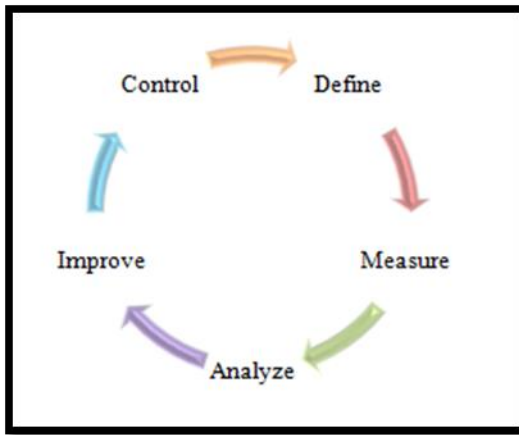 Control
Define
Measure
Analyze
Improve